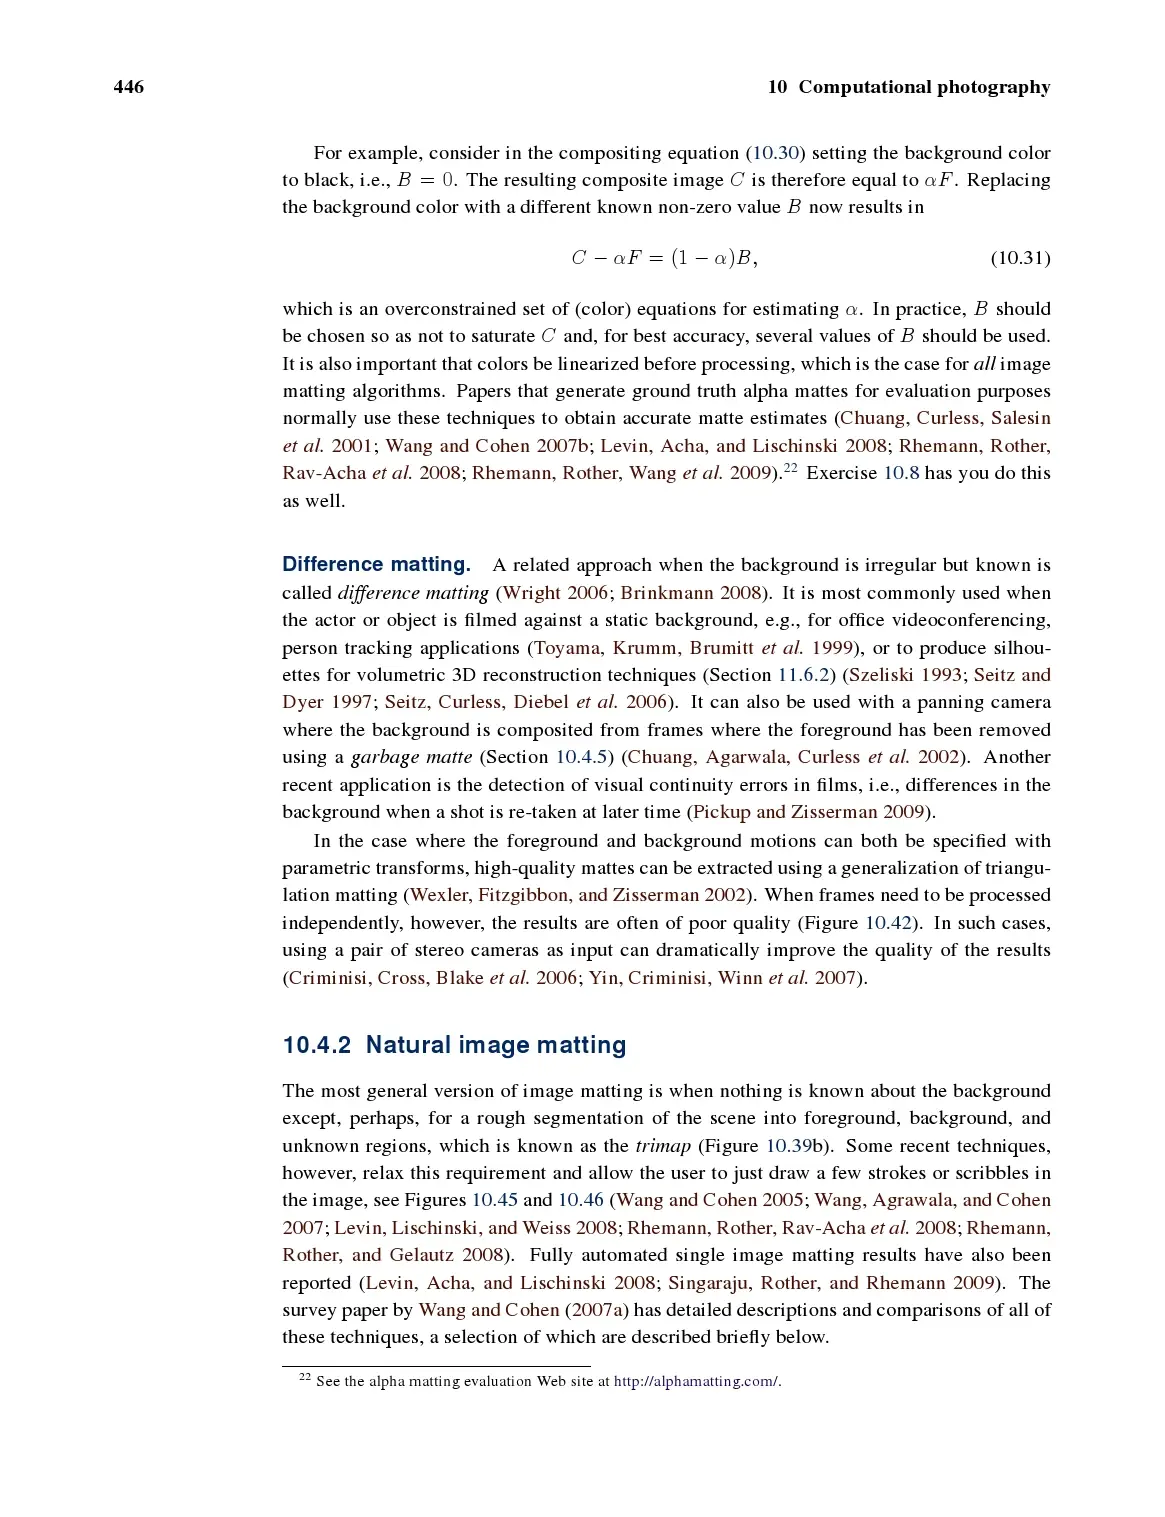 446
10 Computational photography
For example, consider in the compositing equation (10.30) setting the background color
to black, i.e., B = 0. The resulting composite image C is therefore equal to αF. Replacing
the background color with a different known non-zero value B now results in
C − αF = (1 − α)B, (10.31)
which is an overconstrained set of (color) equations for estimating α. In practice, B should
be chosen so as not to saturate C and, for best accuracy, several values of B should be used.
It is also important that colors be linearized before processing, which is the case for all image
matting algorithms. Papers that generate ground truth alpha mattes for evaluation purposes
normally use these techniques to obtain accurate matte estimates (Chuang, Curless, Salesin
et al. 2001; Wang and Cohen 2007b; Levin, Acha, and Lischinski 2008; Rhemann, Rother,
Rav-Acha et al. 2008; Rhemann, Rother, Wang et al. 2009).22 Exercise 10.8 has you do this
as well.
Difference matting. A related approach when the background is irregular but known is
called difference matting (Wright 2006; Brinkmann 2008). It is most commonly used when
the actor or object is filmed against a static background, e.g., for office videoconferencing,
person tracking applications (Toyama, Krumm, Brumitt et al. 1999), or to produce silhou-
ettes for volumetric 3D reconstruction techniques (Section 11.6.2) (Szeliski 1993; Seitz and
Dyer 1997; Seitz, Curless, Diebel et al. 2006). It can also be used with a panning camera
where the background is composited from frames where the foreground has been removed
using a garbage matte (Section 10.4.5) (Chuang, Agarwala, Curless et al. 2002). Another
recent application is the detection of visual continuity errors in films, i.e., differences in the
background when a shot is re-taken at later time (Pickup and Zisserman 2009).
In the case where the foreground and background motions can both be specified with
parametric transforms, high-quality mattes can be extracted using a generalization of triangu-
lation matting (Wexler, Fitzgibbon, and Zisserman 2002). When frames need to be processed
independently, however, the results are often of poor quality (Figure 10.42). In such cases,
using a pair of stereo cameras as input can dramatically improve the quality of the results
(Criminisi, Cross, Blake et al. 2006; Yin, Criminisi, Winn et al. 2007).
10.4.2 Natural image matting
The most general version of image matting is when nothing is known about the background
except, perhaps, for a rough segmentation of the scene into foreground, background, and
unknown regions, which is known as the trimap (Figure 10.39b). Some recent techniques,
however, relax this requirement and allow the user to just draw a few strokes or scribbles in
the image, see Figures 10.45 and 10.46 (Wang and Cohen 2005; Wang, Agrawala, and Cohen
2007; Levin, Lischinski, and Weiss 2008; Rhemann, Rother, Rav-Acha et al. 2008; Rhemann,
Rother, and Gelautz 2008). Fully automated single image matting results have also been
reported (Levin, Acha, and Lischinski 2008; Singaraju, Rother, and Rhemann 2009). The
survey paper by Wang and Cohen (2007a) has detailed descriptions and comparisons of all of
these techniques, a selection of which are described briefly below.
22 See the alpha matting evaluation Web site at http://alphamatting.com/.